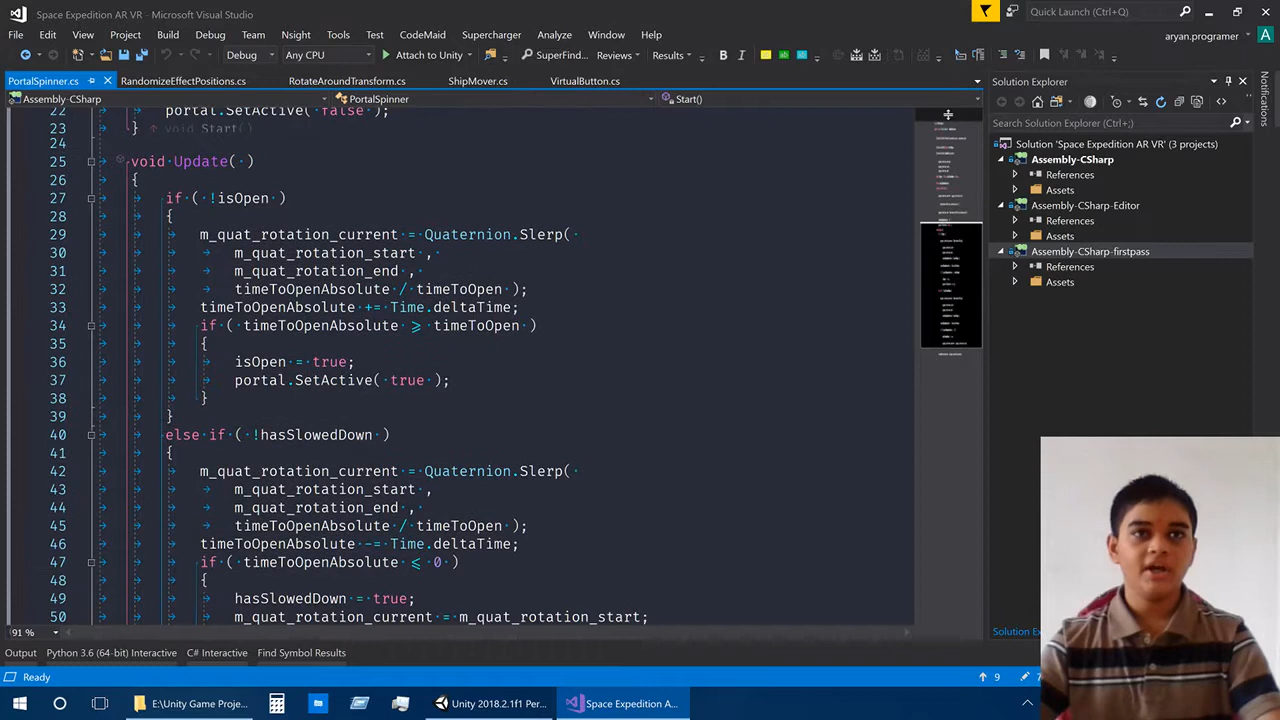 Space Expedition AR VR - Microsoft Visual Studio
Quick Launch (Ctrl+Q)
File Edit View Project Build Debug Team Nsight Tools Test CodeMaid ReSharper Analyze Window Help
aryan.programer A
Debug Any CPU Attach to Unity SuperFind... Reviews Results B U
PortalSpinner.cs RandomizeEffectPositions.cs RotateAroundTransform.cs ShipMover.cs VirtualButton.cs
Solution Explorer
Notifications
Assembly-CSharp PortalSpinner Start()
Search Solution Explorer (Ctrl+;)
22 portal.SetActive( false );
23 } void Start()
24
25 void Update( )
26 {
27 if ( !isOpen )
28 {
29 m_quat_rotation_current = Quaternion.Slerp(
30 m_quat_rotation_start ,
31 m_quat_rotation_end ,
32 timeToOpenAbsolute / timeToOpen );
33 timeToOpenAbsolute += Time.deltaTime;
34 if ( timeToOpenAbsolute ≥ timeToOpen )
35 {
36 isOpen = true;
37 portal.SetActive( true );
38 }
39 }
40 else if ( !hasSlowedDown )
41 {
42 m_quat_rotation_current = Quaternion.Slerp(
43 m_quat_rotation_start ,
44 m_quat_rotation_end ,
45 timeToOpenAbsolute / timeToOpen );
46 timeToOpenAbsolute -= Time.deltaTime;
47 if ( timeToOpenAbsolute ≤ 0 )
48 {
49 hasSlowedDown = true;
50 m_quat_rotation_current = m_quat_rotation_start;
Solution 'Space Expedition AR VR' (3 projects)
Assembly-CSharp
References
Assets
Assembly-CSharp-Editor
References
Assets
Assembly-CSharp-firstpass
References
Assets
91 %
Solution Ex
Output Python 3.6 (64-bit) Interactive C# Interactive Find Symbol Results
Ready 9
E:\Unity Game Proje... Unity 2018.2.1f1 Per... Space Expedition A...